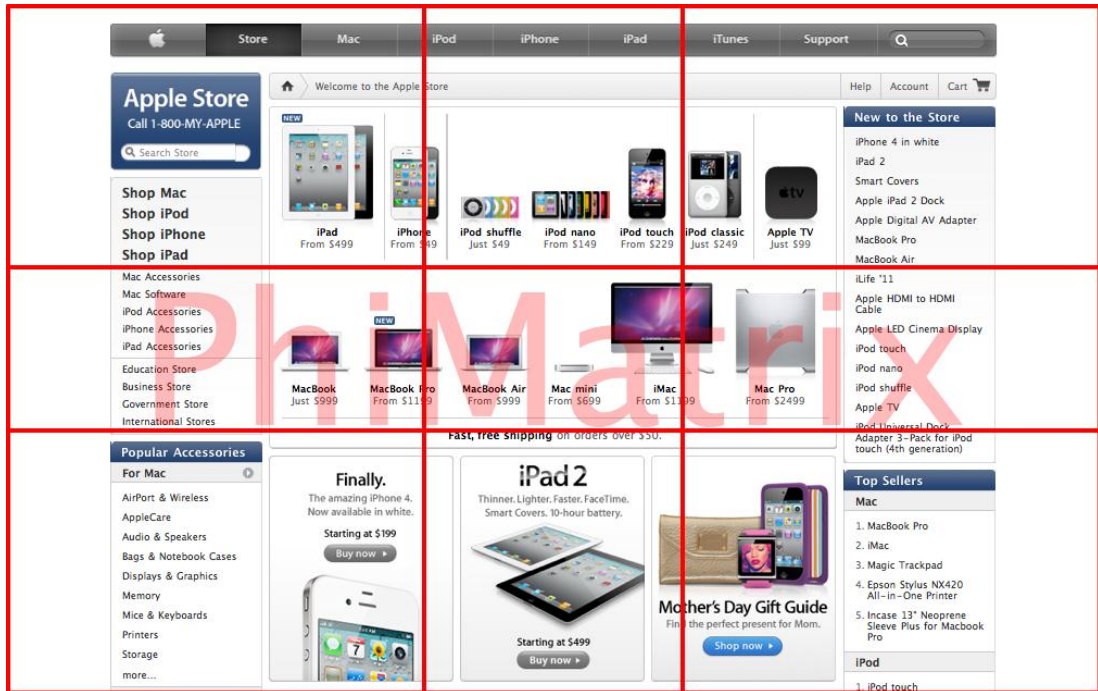 Store Mac iPod iPhone iPad iTunes Support
Apple Store
Call 1-800-MY-APPLE
Search Store
Welcome to the Apple Store
Help Account Cart
Shop Mac
Shop iPod
Shop iPhone
Shop iPad
Mac Accessories
Mac Software
iPod Accessories
iPhone Accessories
iPad Accessories
Education Store
Business Store
Government Store
International Stores
Popular Accessories
For Mac
AirPort & Wireless
AppleCare
Audio & Speakers
Bags & Notebook Cases
Displays & Graphics
Memory
Mice & Keyboards
Printers
Storage
more...
NEW
iPad
From $499
iPhone
From $49
iPod shuffle
Just $49
iPod nano
From $149
iPod touch
From $229
iPod classic
Just $249
tv
Apple TV
Just $99
NEW
MacBook
Just $999
MacBook Pro
From $1199
MacBook Air
From $999
Mac mini
From $699
iMac
From $1199
Mac Pro
From $2499
PhiMatrix
Fast, free shipping on orders over $50.
Finally.
The amazing iPhone 4.
Now available in white.
Starting at $199
Buy now
iPad 2
Thinner. Lighter. Faster. FaceTime.
Smart Covers. 10-hour battery.
Starting at $499
Buy now
Mother's Day Gift Guide
Find the perfect present for Mom.
Shop now
New to the Store
iPhone 4 in white
iPad 2
Smart Covers
Apple iPad 2 Dock
Apple Digital AV Adapter
MacBook Pro
MacBook Air
iLife '11
Apple HDMI to HDMI
Cable
Apple LED Cinema Display
iPod touch
iPod nano
iPod shuffle
Apple TV
iPod Universal Dock
Adapter 3-Pack for iPod
touch (4th generation)
Top Sellers
Mac
1. MacBook Pro
2. iMac
3. Magic Trackpad
4. Epson Stylus NX420
All-in-One Printer
5. Incase 13" Neoprene
Sleeve Plus for Macbook
Pro
iPod
1. iPod touch